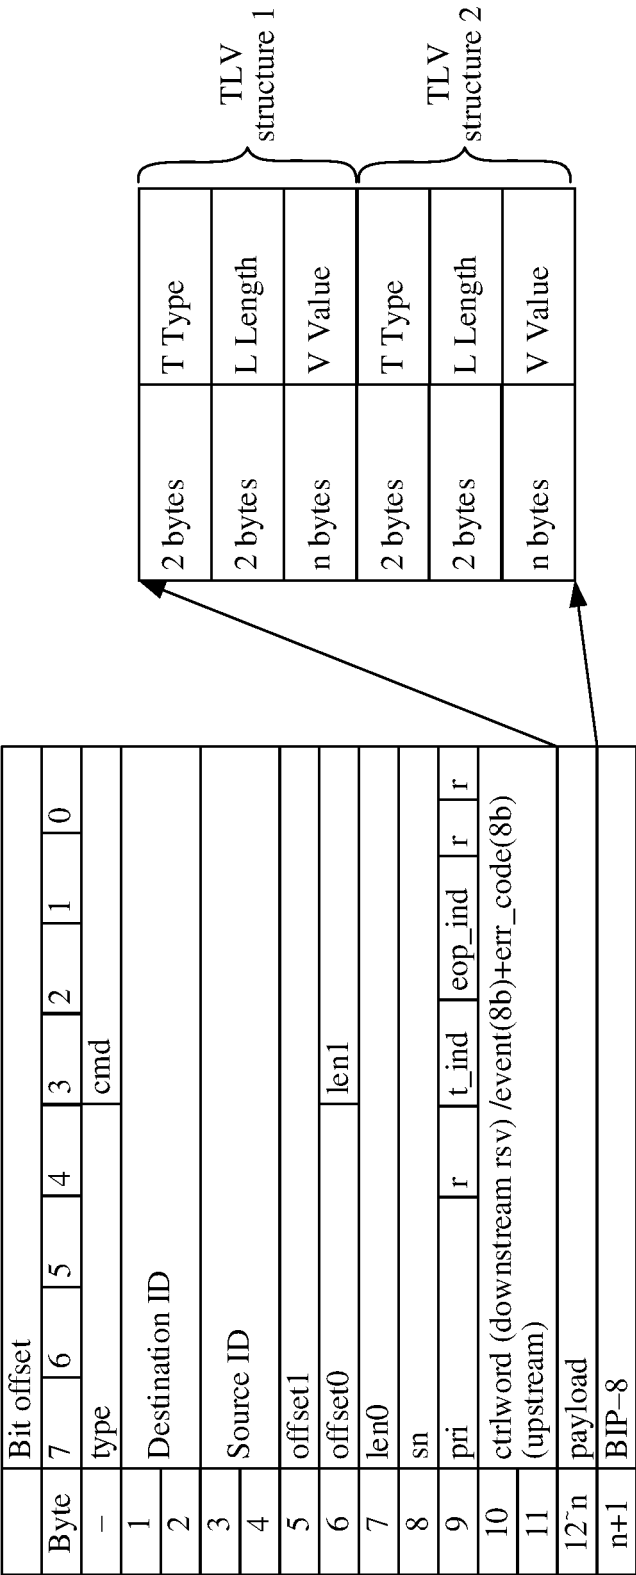 Bit offset
Byte 7 6 5 4 3 2 1 0
– type cmd
1
2
Destination ID
3
4
Source ID
5 offset1
6 offset0 len1
7 len0
8 sn
9 pri r t_ind eop_ind r r
10
11
ctrlword (downstream rsv) /event(8b)+err_code(8b)
(upstream)
12~n payload
n+1 BIP–8
2 bytes T Type
2 bytes L Length
n bytes V Value
2 bytes T Type
2 bytes L Length
n bytes V Value
TLV
structure 1
TLV
structure 2